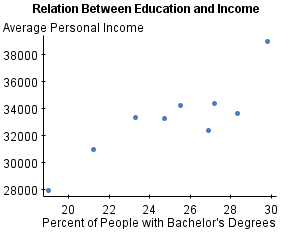 Relation Between Education and Income
Average Personal Income
38000
36000
34000
32000
30000
28000
20 22 24 26 28 30
Percent of People with Bachelor's Degrees